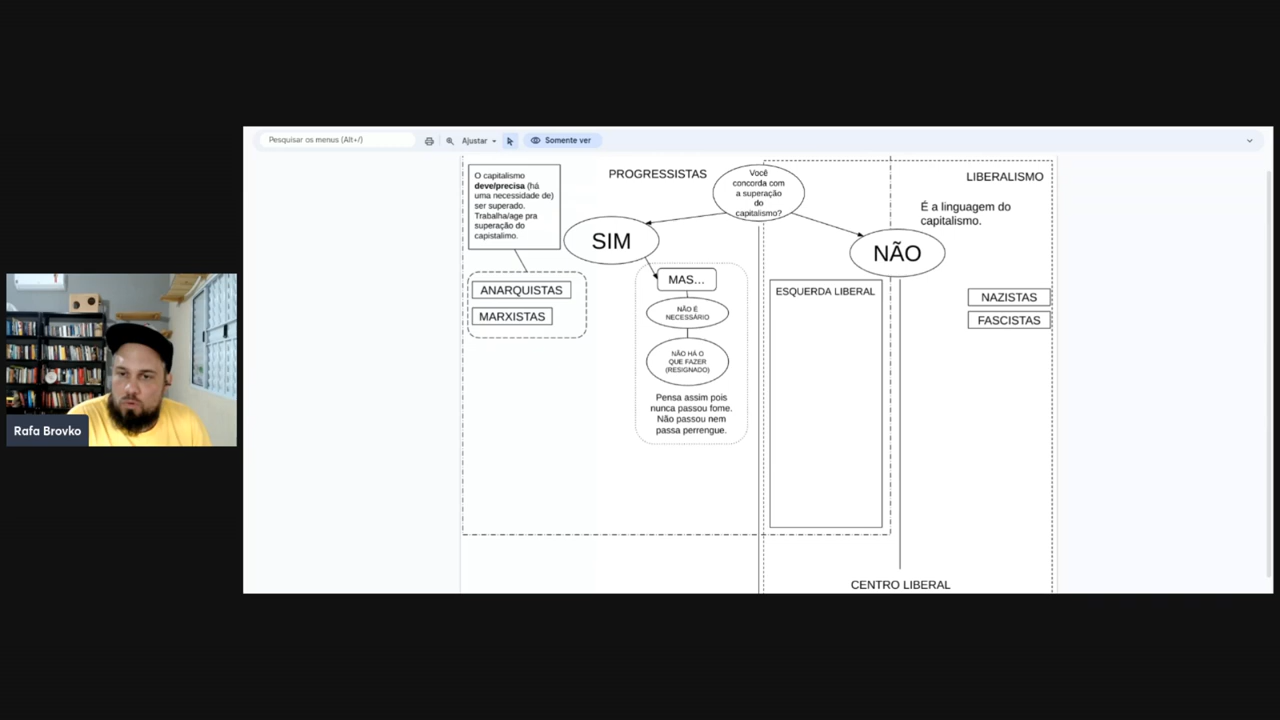 Pesquisar os menus (Alt+/)
Ajustar
Somente ver
O capitalismo
deve/precisa (há
uma necessidade de)
ser superado.
Trabalha/age pra
superação do
capistalimo.
PROGRESSISTAS
Você
concorda com
a superação
do
capitalismo?
LIBERALISMO
É a linguagem do
capitalismo.
SIM
NÃO
MAS...
ANARQUISTAS
MARXISTAS
NÃO É
NECESSÁRIO
NÃO HÁ O
QUE FAZER
(RESIGNADO)
Pensa assim pois
nunca passou fome.
Não passou nem
passa perrengue.
ESQUERDA LIBERAL
NAZISTAS
FASCISTAS
CENTRO LIBERAL
Rafa Brovko